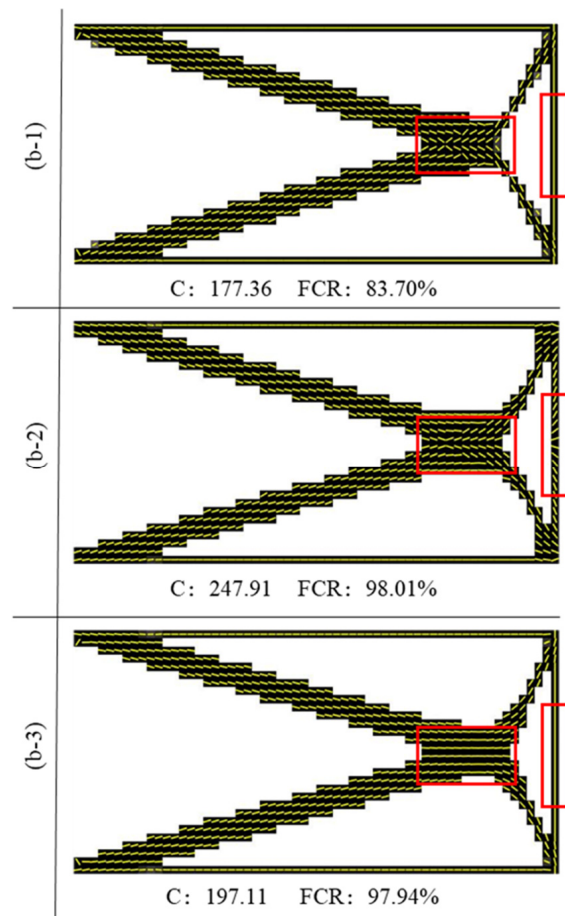 (b-1)
C: 177.36 FCR: 83.70%
(b-2)
C: 247.91 FCR: 98.01%
(b-3)
C: 197.11 FCR: 97.94%